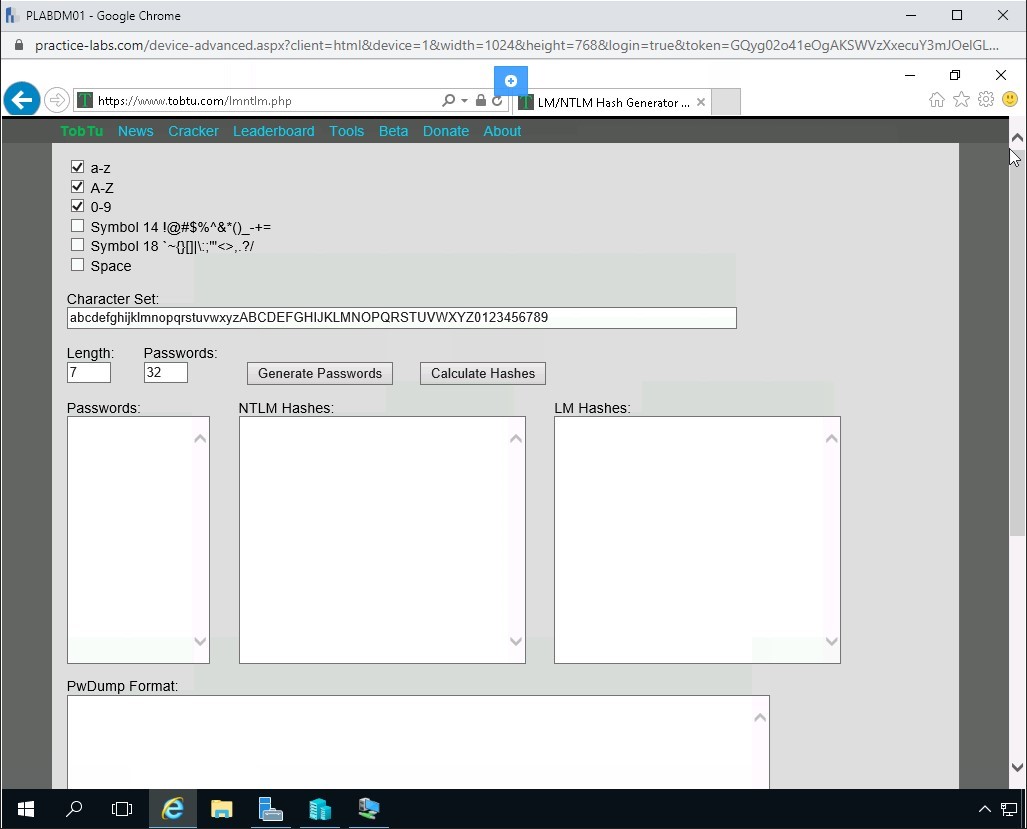 PLABDM01 - Google Chrome
practice-labs.com/device-advanced.aspx?client=html&device=1&width=1024&height=768&login=true&token=GQyg02o41eOgAKSWVzXxecuY3mJOelGL...
https://www.tobtu.com/lmntlm.php
LM/NTLM Hash Generator ...
TobTu News Cracker Leaderboard Tools Beta Donate About
a-z
A-Z
0-9
Symbol 14 !@#$%^&*()_-+=
Symbol 18 `~{}[]|\:;"'<>,.?/
Space
Character Set:
abcdefghijklmnopqrstuvwxyzABCDEFGHIJKLMNOPQRSTUVWXYZ0123456789
Length: Passwords:
7 32 Generate Passwords Calculate Hashes
Passwords: NTLM Hashes: LM Hashes:
PwDump Format: